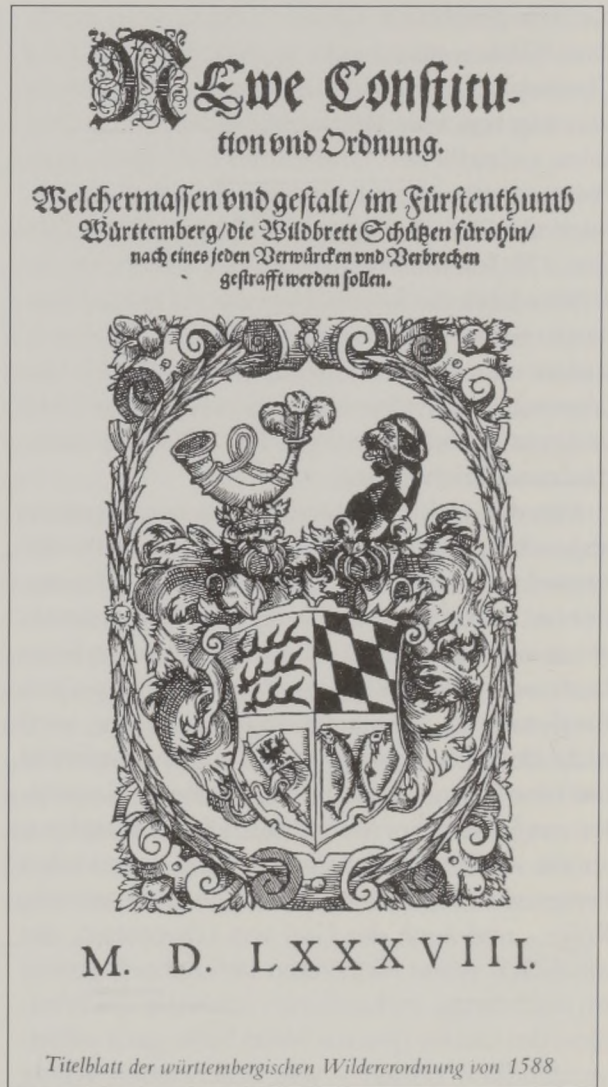 NEwe Constitu-
tion vnd Ordnung.
Welchermassen vnd gestalt/ im Fürstenthumb
Württemberg/die Wildbrett Schützen fürohin/
nach eines jeden Verwürcken vnd Verbrechen
gestrafft werden sollen.
M. D. LXXXVIII.
Titelblatt der württembergischen Wildererordnung von 1588